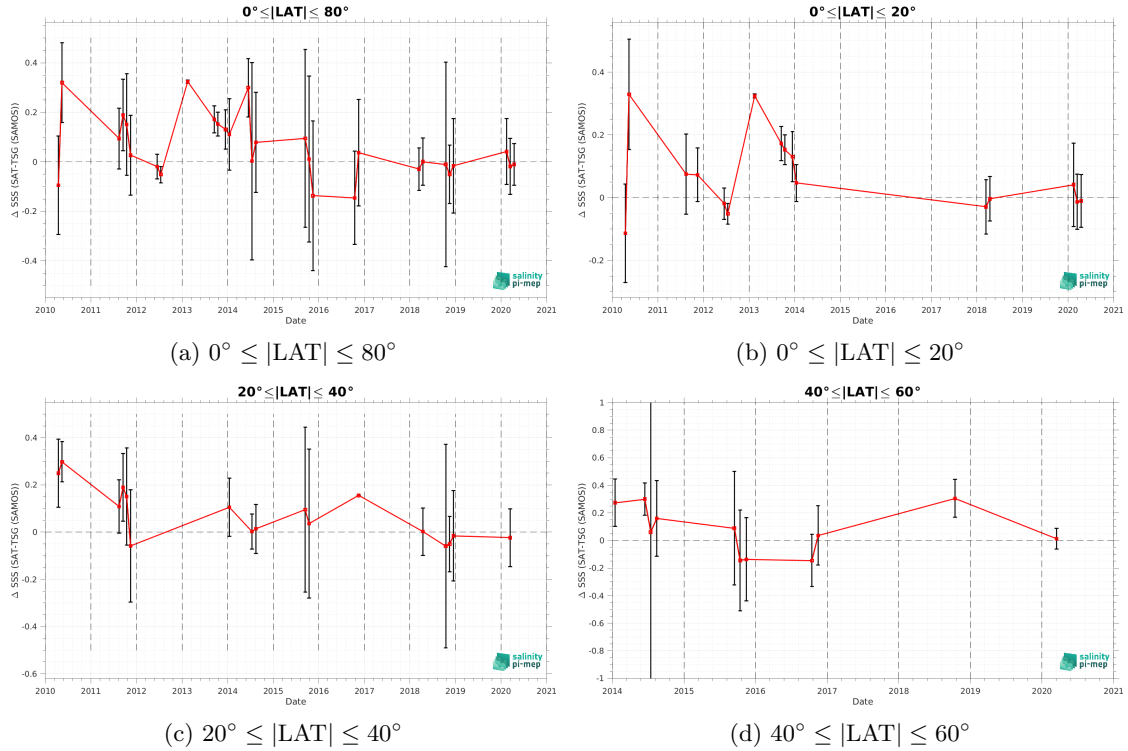 0°≤|LAT|≤ 80°
Δ SSS (SAT-TSG (SAMOS))
0.4
0.2
0
-0.2
-0.4
2010 2011 2012 2013 2014 2015 2016 2017 2018 2019 2020 2021
Date
salinity
pi-mep
(a) 0° ≤ |LAT| ≤ 80°
0°≤|LAT|≤ 20°
Δ SSS (SAT-TSG (SAMOS))
0.4
0.2
0
-0.2
2010 2011 2012 2013 2014 2015 2016 2017 2018 2019 2020 2021
Date
salinity
pi-mep
(b) 0° ≤ |LAT| ≤ 20°
20°≤|LAT|≤ 40°
Δ SSS (SAT-TSG (SAMOS))
0.4
0.2
0
-0.2
-0.4
-0.6
2010 2011 2012 2013 2014 2015 2016 2017 2018 2019 2020 2021
Date
salinity
pi-mep
(c) 20° ≤ |LAT| ≤ 40°
40°≤|LAT|≤ 60°
Δ SSS (SAT-TSG (SAMOS))
1
0.8
0.6
0.4
0.2
0
-0.2
-0.4
-0.6
-0.8
-1
2014 2015 2016 2017 2018 2019 2020 2021
Date
salinity
pi-mep
(d) 40° ≤ |LAT| ≤ 60°